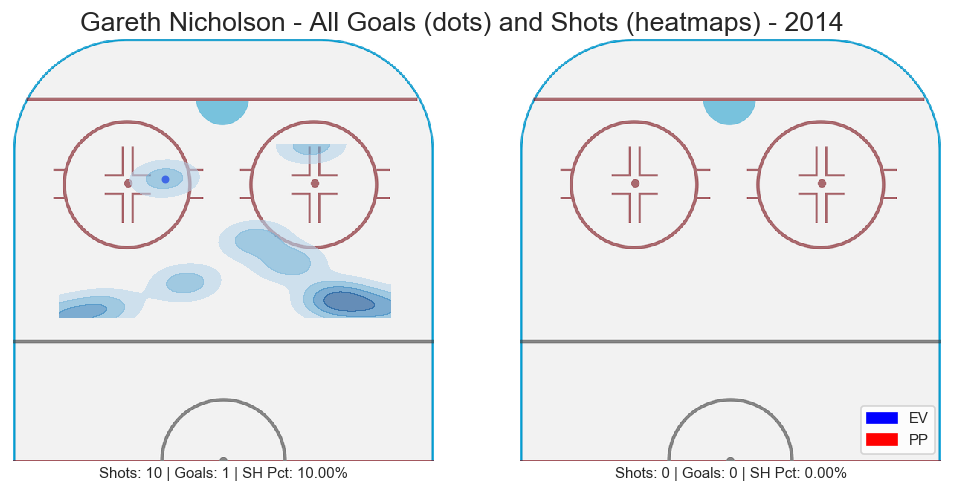 Gareth Nicholson - All Goals (dots) and Shots (heatmaps) - 2014
EV
PP
Shots: 10 | Goals: 1 | SH Pct: 10.00%
Shots: 0 | Goals: 0 | SH Pct: 0.00%